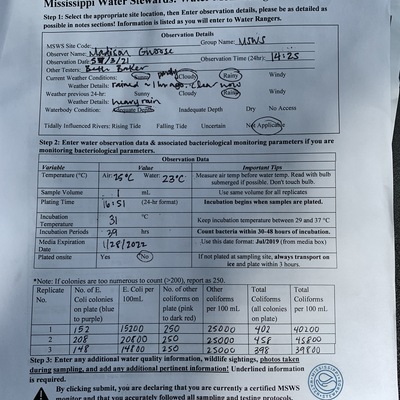 Mississippi Water Stewards:
Step 1: Select the appropriate site location, then Enter observation details, please be as detailed as
possible in notes sections! Information is listed as you will enter to Water Rangers.
Observation Details
MSWS Site Code: Group Name: MSWS
Observer Name: Madison Observation Time (24hr): 14:25
Observation Date: /21
Other Testers: Beth Baker
Current Weather Conditions: Sunny Cloudy Rainy Windy
Weather Details: rained now
Weather previous 24-hr: Sunny Cloudy Rainy Windy
Weather Details: heavy rain
Waterbody Condition: Adequate Depth Inadequate Depth Dry No Access
Tidally Influenced Rivers: Rising Tide Falling Tide Uncertain Not Applicable
Step 2: Enter water observation data & associated bacteriological monitoring parameters if you are
monitoring bacteriological parameters.
Observation Data
Variable Value Important Tips
Temperature (°C) Air: 25°C Water: 23°C Measure air temp before water temp. Read with bulb
submerged if possible. Don't touch bulb.
Sample Volume 1 mL Use same volume for all replicates
Plating Time 16:51 (24-hr format) Incubation begins when samples are plated.
Incubation
Temperature 31 °C Keep incubation temperature between 29 and 37 °C
Incubation Periods 39 hrs Count bacteria within 30-48 hours of incubation.
Media Expiration
Date 1/28/2022 Use this date format: Jul/2019 (from media box)
Plated onsite Yes No If not plated at sampling site, always transport on
ice and plate within 3 hours.
*Note: If colonies are too numerous to count (>200), report as 250.
Replicate No. No. of E. Coli colonies on plate (blue to purple) E. Coli per 100mL No. of other coliforms on plate (pink to dark red) Other coliforms per 100 mL Total Coliforms (all colonies on plate) Total Coliforms per 100 mL
1 152 15200 250 25000 402 40200
2 208 20800 250 25000 458 45800
3 148 14800 250 25000 398 39800
Step 3: Enter any additional water quality information, wildlife sightings, photos taken
during sampling, and add any additional pertinent information! Underlined information
is required.
By clicking submit, you are declaring that you are currently a certified MSWS
monitor and that you accurately followed all sampling and testing protocols.